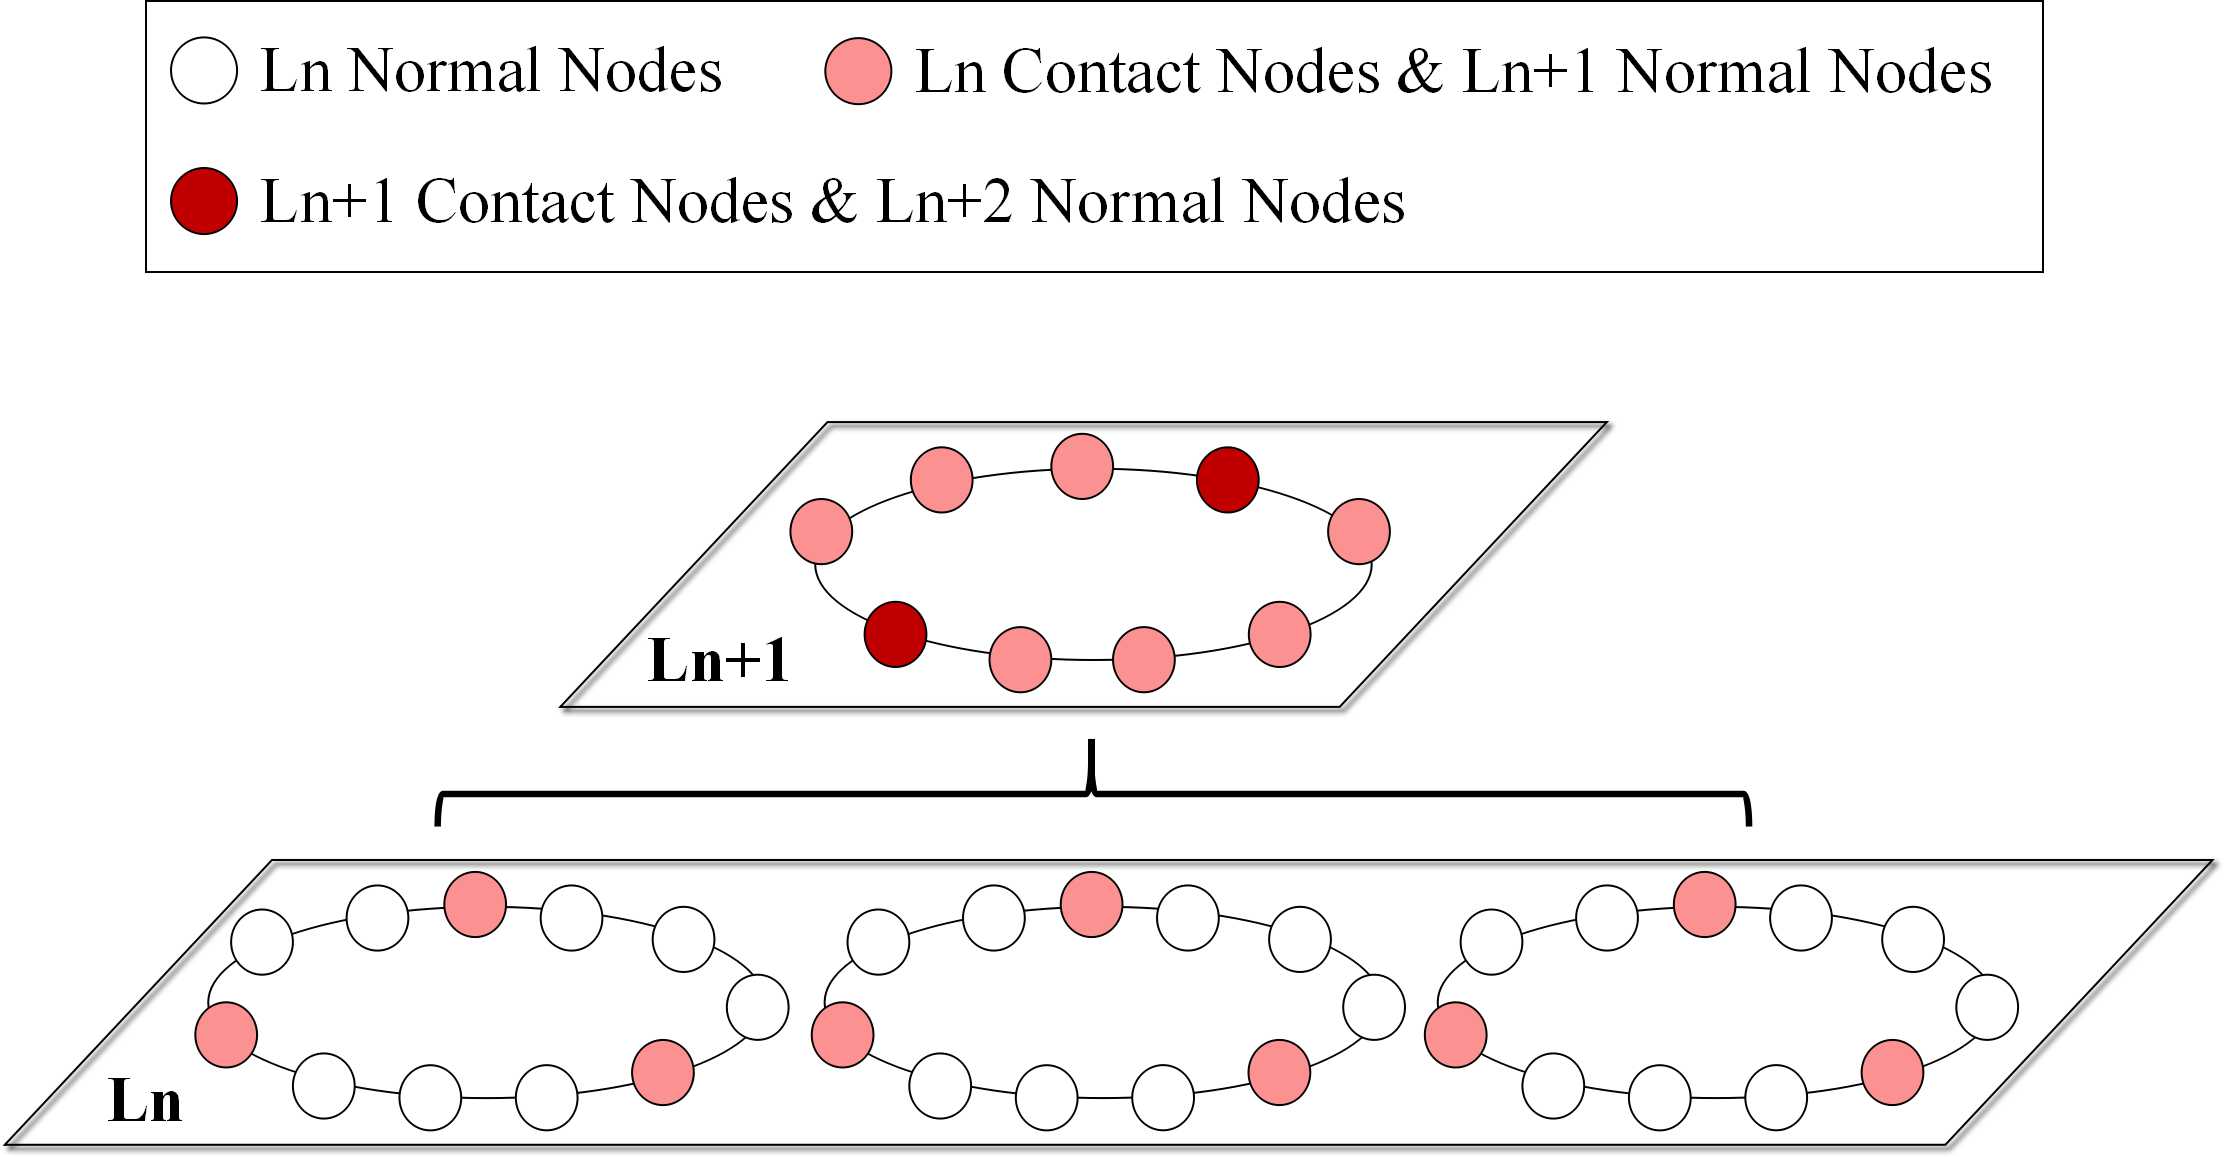 Ln Normal Nodes
Ln Contact Nodes & Ln+1 Normal Nodes
Ln+1 Contact Nodes & Ln+2 Normal Nodes
Ln+1
Ln